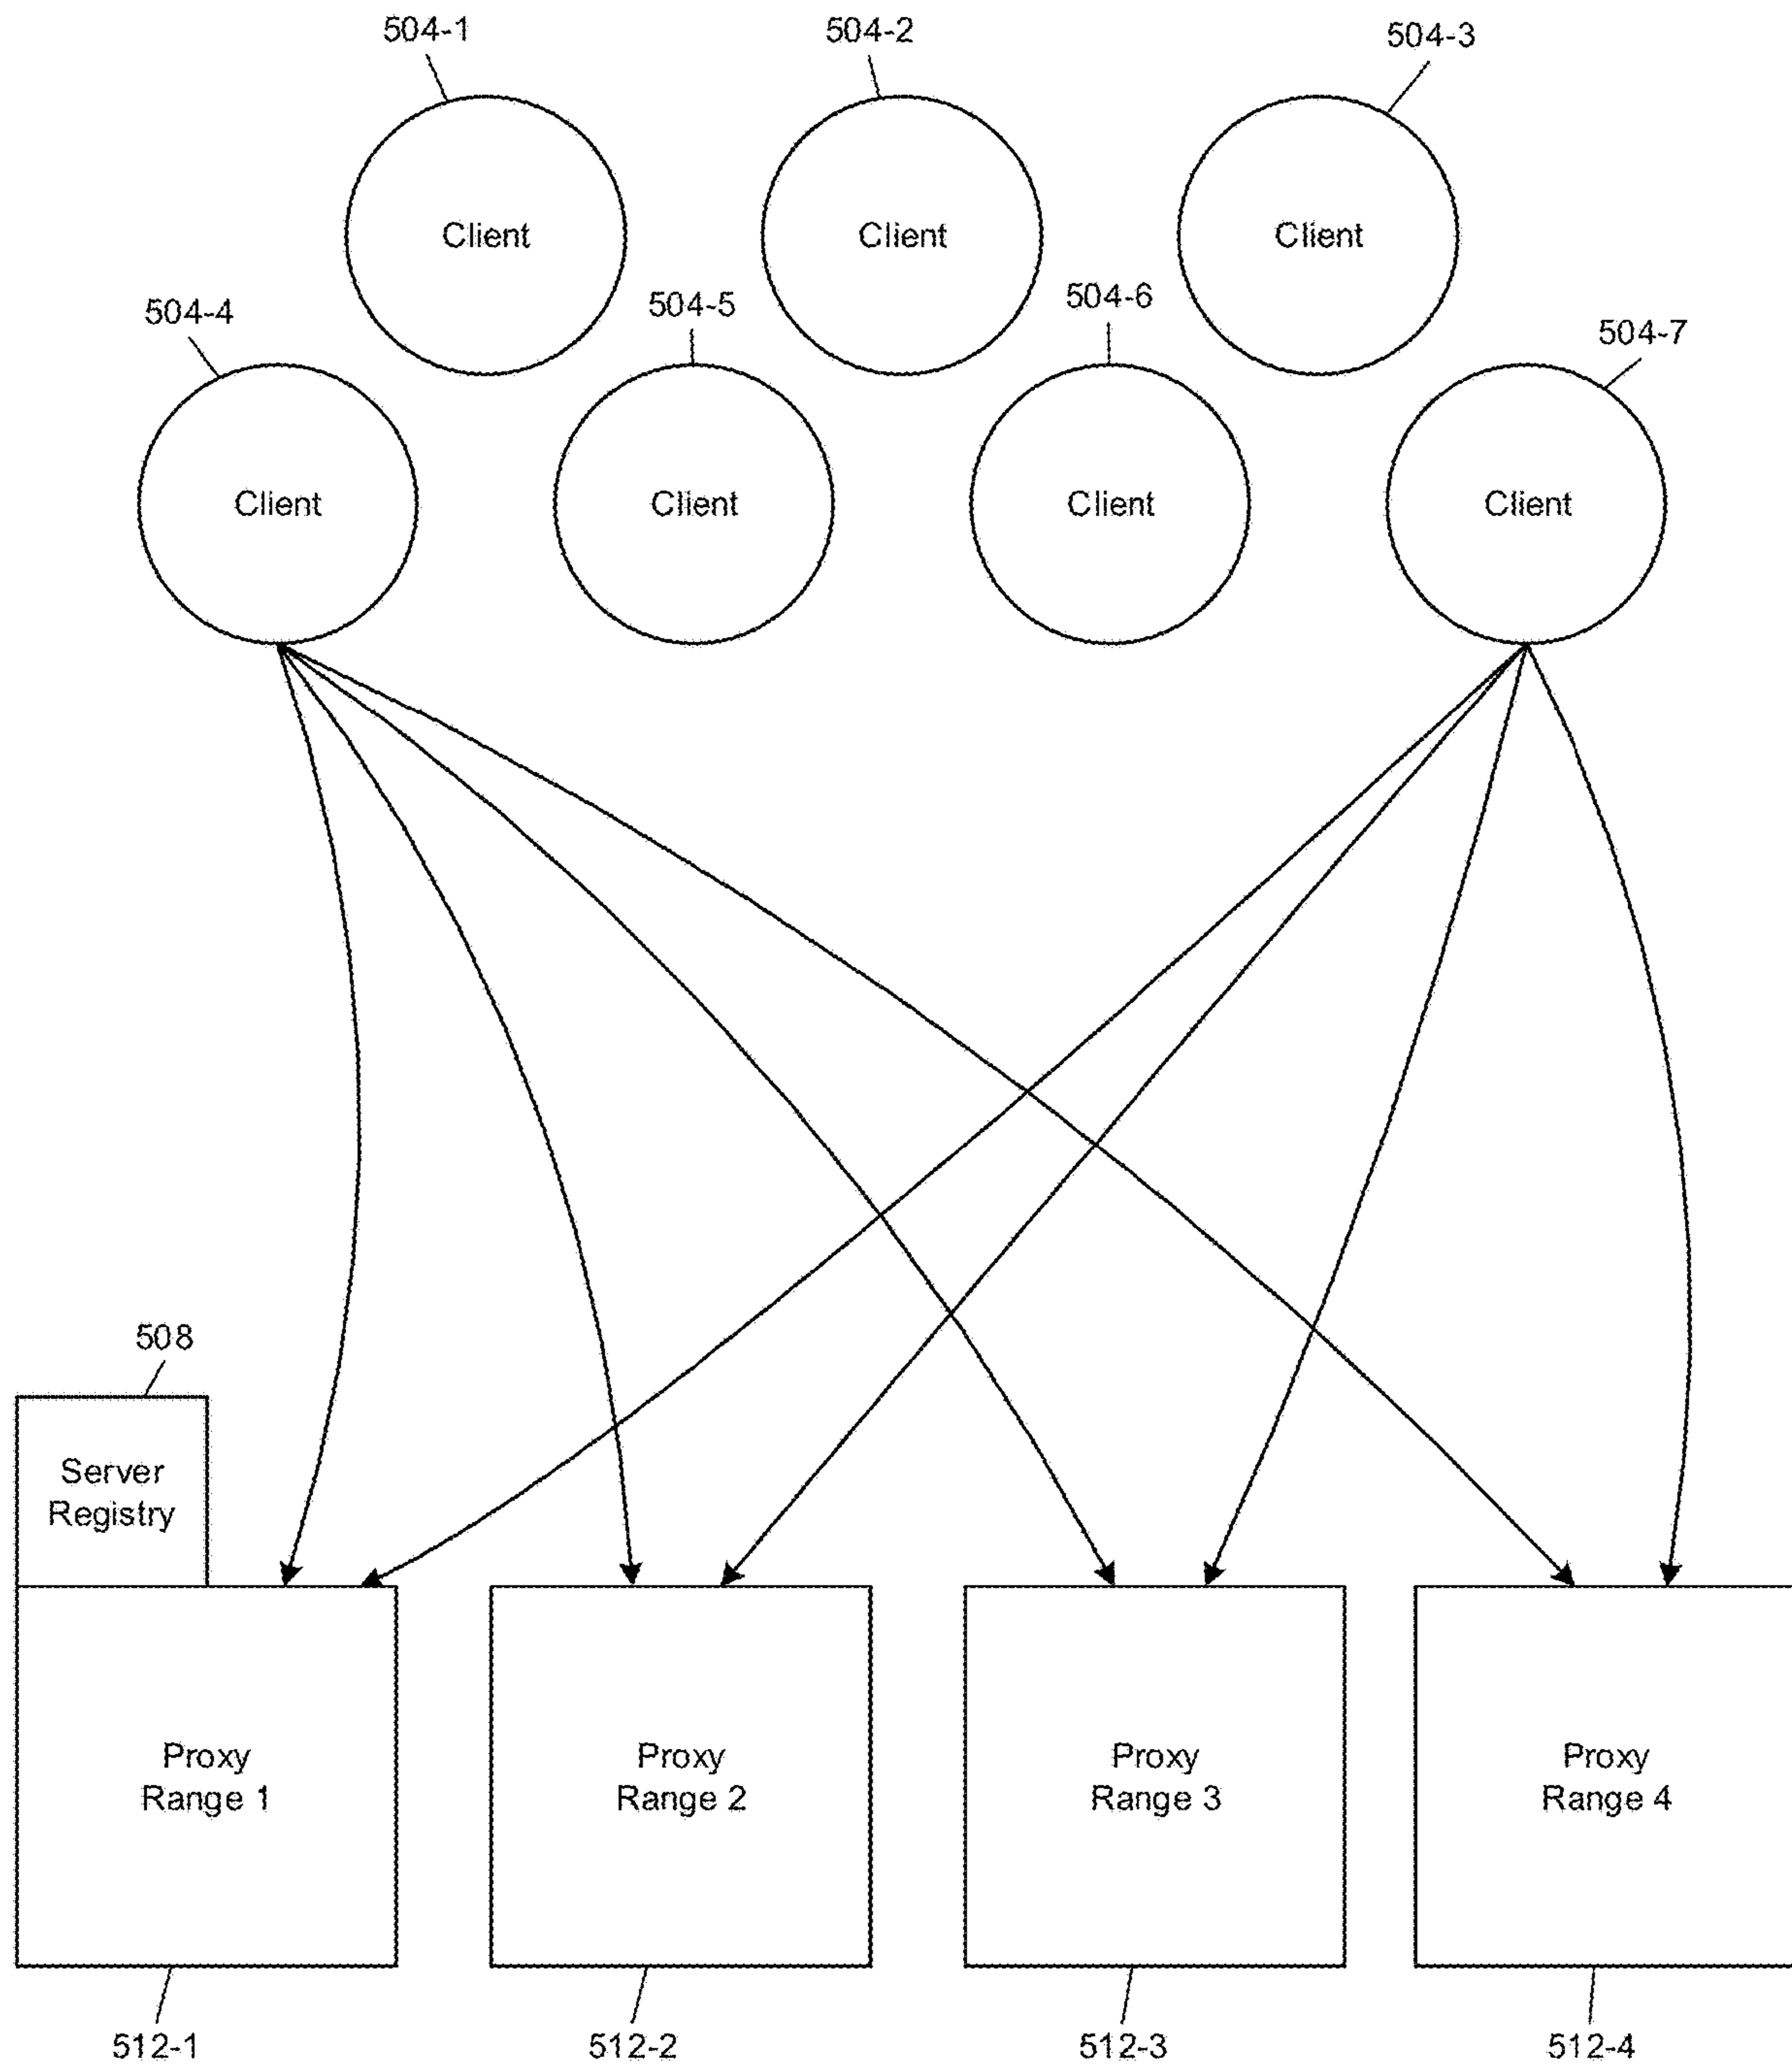 504-1
504-2
504-3
Client
Client
Client
504-4
504-5
504-6
504-7
Client
Client
Client
Client
508
Server
Registry
Proxy
Range 1
Proxy
Range 2
Proxy
Range 3
Proxy
Range 4
512-1
512-2
512-3
512-4